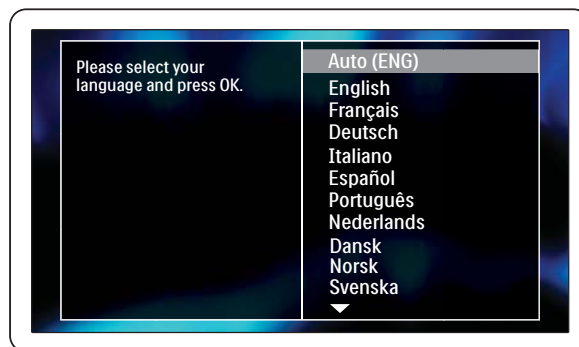 Please select your
language and press OK.
Auto (ENG)
English
Français
Deutsch
Italiano
Español
Português
Nederlands
Dansk
Norsk
Svenska